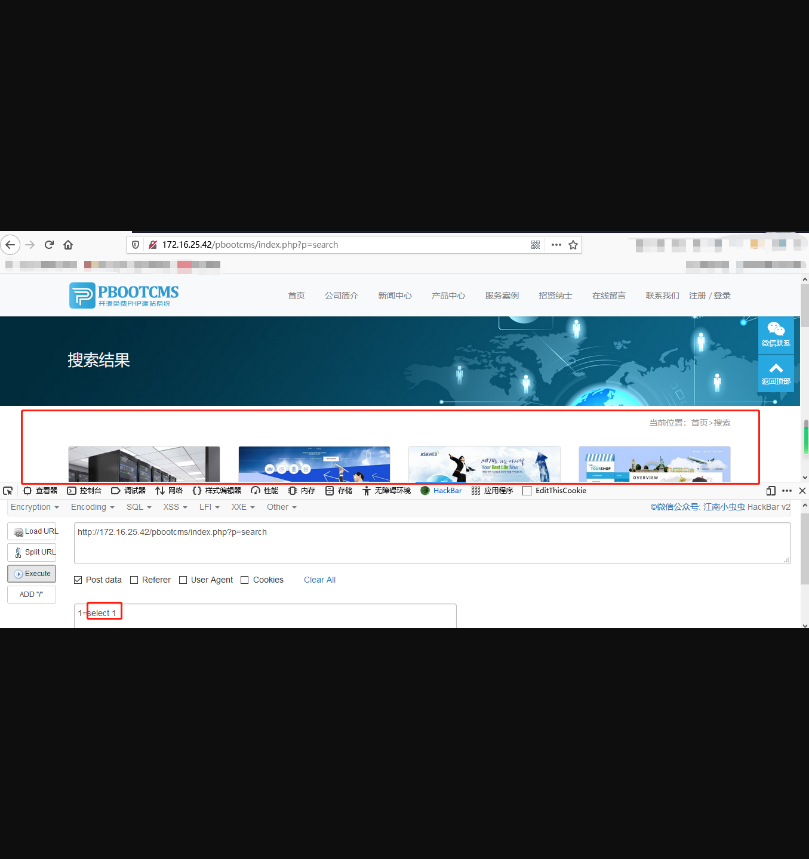 172.16.25.42/pbootcms/index.php?p=search
PBOOTCMS
开源免费PHP建站系统
首页 公司简介 新闻中心 产品中心 服务案例 招贤纳士 在线留言 联系我们 注册 / 登录
搜索结果
微信联系
返回顶部
当前位置：首页>搜索
OVERVIEW
查看器 控制台 调试器 网络 样式编辑器 性能 内存 存储 无障碍环境 HackBar 应用程序 EditThisCookie
Encryption Encoding SQL XSS LFI XXE Other ©微信公众号: 江南小虫虫 HackBar v2
Load URL http://172.16.25.42/pbootcms/index.php?p=search
Split URL
Execute Post data Referer User Agent Cookies Clear All
ADD "/"
1=select 1